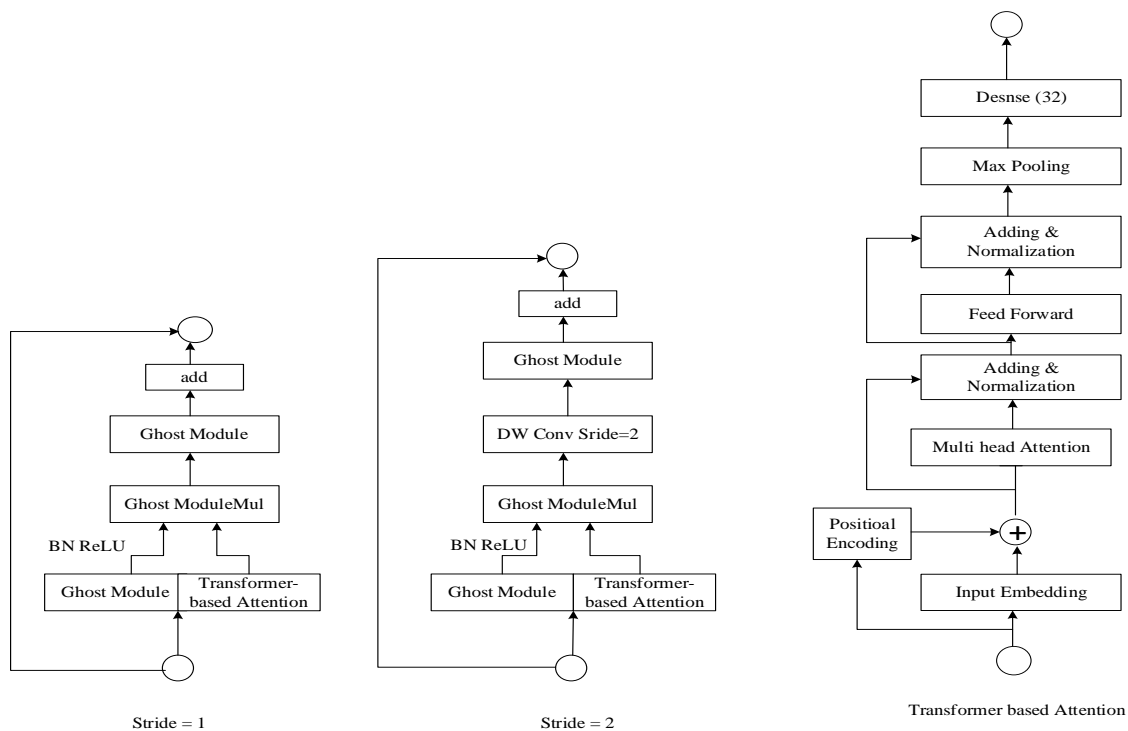 add
Ghost Module
Ghost ModuleMul
BN ReLU
Ghost Module
Transformer-
based Attention
Stride = 1
add
Ghost Module
DW Conv Sride=2
Ghost ModuleMul
BN ReLU
Ghost Module
Transformer-
based Attention
Stride = 2
Desnse (32)
Max Pooling
Adding &
Normalization
Feed Forward
Adding &
Normalization
Multi head Attention
Positioal
Encoding
+
Input Embedding
Transformer based Attention